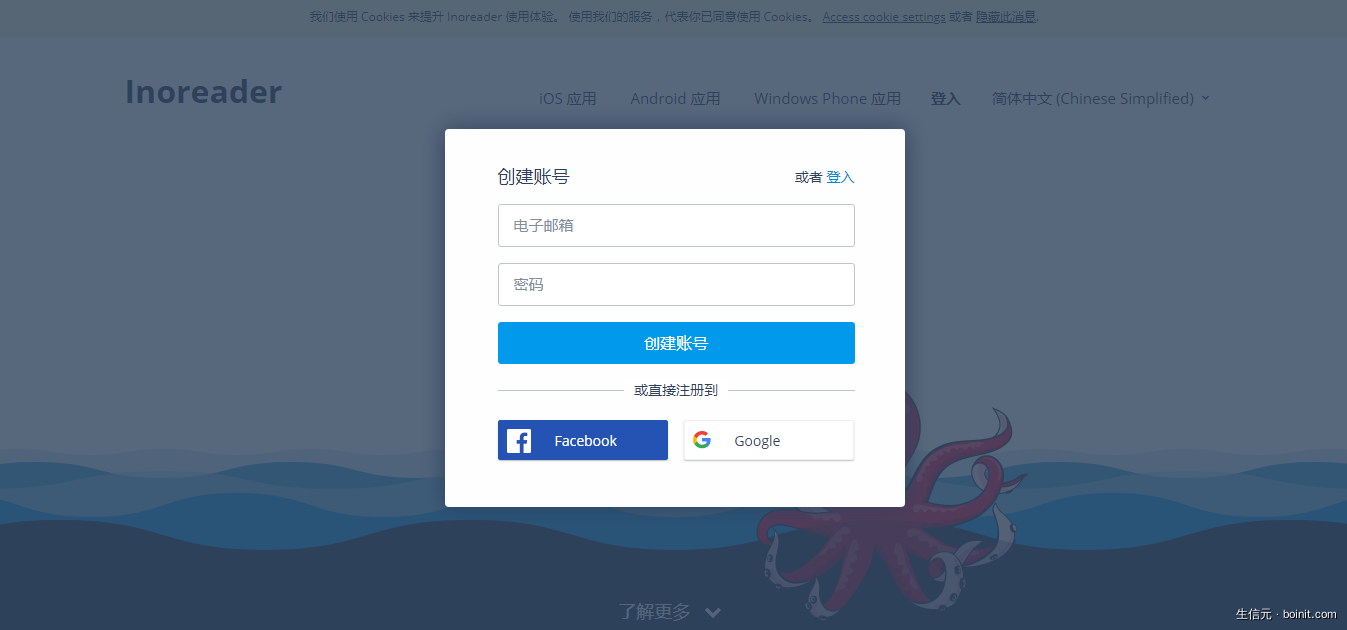 我们使用 Cookies 来提升 Inoreader 使用体验。 使用我们的服务，代表你已同意使用 Cookies。 Access cookie settings 或者 隐藏此消息.
Inoreader
iOS 应用 Android 应用 Windows Phone 应用 登入 简体中文 (Chinese Simplified)
创建账号 或者 登入
电子邮箱
密码
创建账号
或直接注册到
Facebook Google
了解更多
生信元 · boinit.com